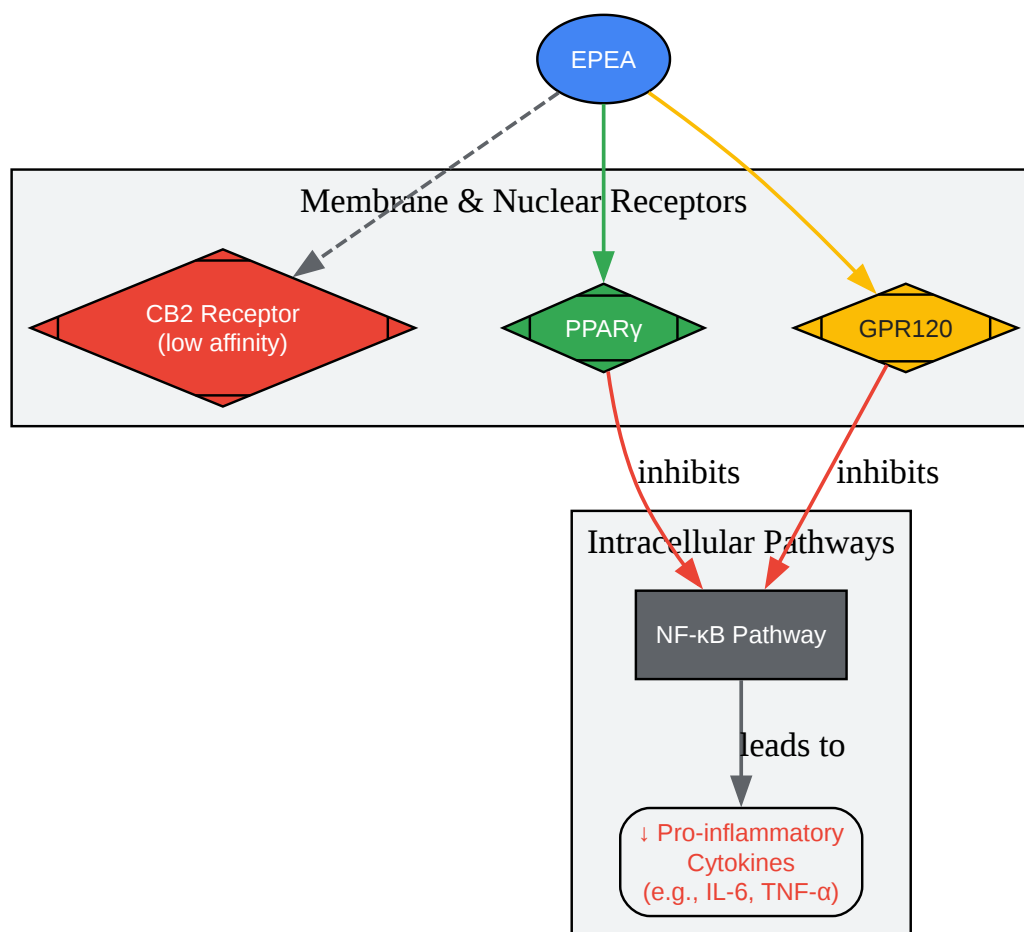 EPEA
Membrane & Nuclear Receptors
CB2 Receptor
(low affinity)
PPARγ
GPR120
inhibits
inhibits
Intracellular Pathways
NF-κB Pathway
leads to
↓ Pro-inflammatory
Cytokines
(e.g., IL-6, TNF-α)